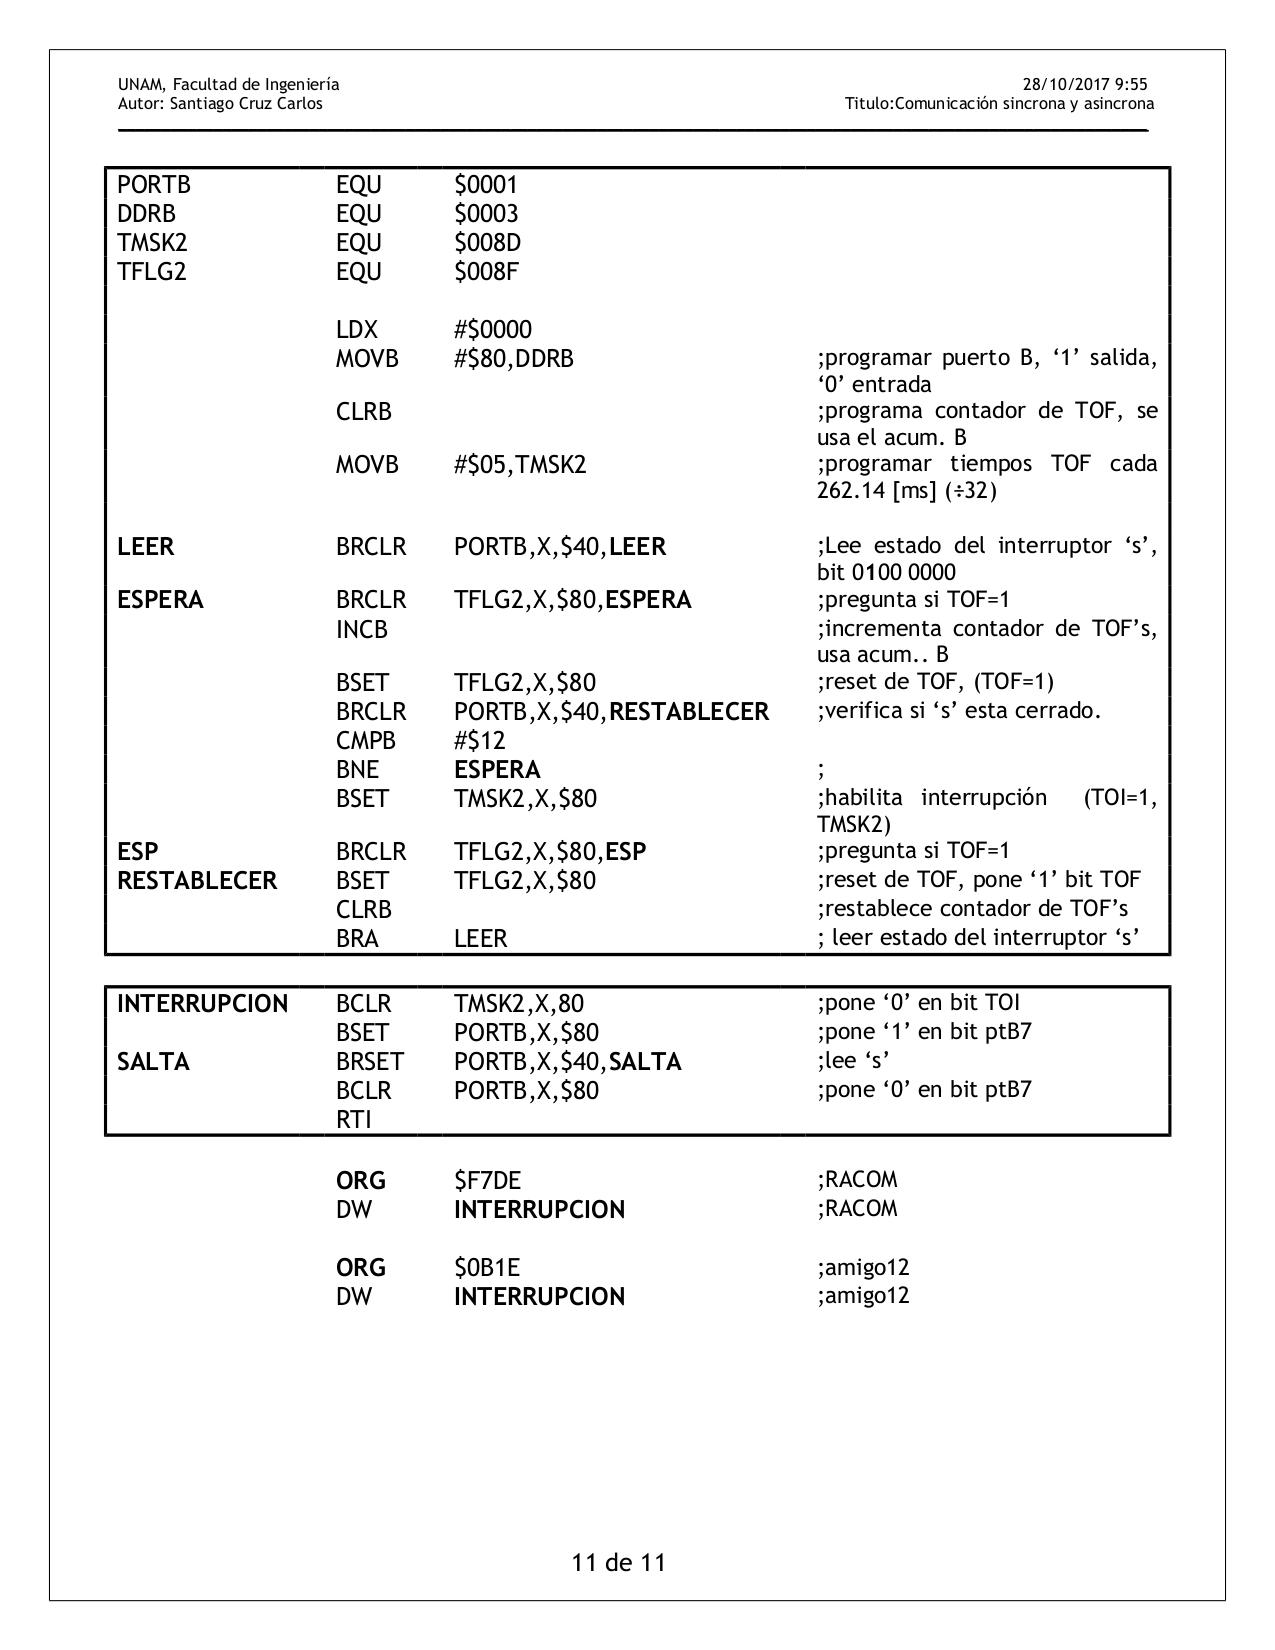 UNAM, Facultad de Ingeniería 28/10/2017 9:55
Autor: Santiago Cruz Carlos Titulo:Comunicación sincrona y asincrona
PORTB EQU $0001
DDRB EQU $0003
TMSK2 EQU $008D
TFLG2 EQU $008F
LDX #$0000
MOVB #$80,DDRB ;programar puerto B, ‘1’ salida,
‘0’ entrada
CLRB ;programa contador de TOF, se
usa el acum. B
MOVB #$05,TMSK2 ;programar tiempos TOF cada
262.14 [ms] (÷32)
LEER BRCLR PORTB,X,$40,LEER ;Lee estado del interruptor ‘s’,
bit 0100 0000
ESPERA BRCLR TFLG2,X,$80,ESPERA ;pregunta si TOF=1
INCB ;incrementa contador de TOF’s,
usa acum.. B
BSET TFLG2,X,$80 ;reset de TOF, (TOF=1)
BRCLR PORTB,X,$40,RESTABLECER ;verifica si ‘s’ esta cerrado.
CMPB #$12
BNE ESPERA ;
BSET TMSK2,X,$80 ;habilita interrupción (TOI=1,
TMSK2)
ESP BRCLR TFLG2,X,$80,ESP ;pregunta si TOF=1
RESTABLECER BSET TFLG2,X,$80 ;reset de TOF, pone ‘1’ bit TOF
CLRB ;restablece contador de TOF’s
BRA LEER ; leer estado del interruptor ‘s’
INTERRUPCION BCLR TMSK2,X,80 ;pone ‘0’ en bit TOI
BSET PORTB,X,$80 ;pone ‘1’ en bit ptB7
SALTA BRSET PORTB,X,$40,SALTA ;lee ‘s’
BCLR PORTB,X,$80 ;pone ‘0’ en bit ptB7
RTI
ORG $F7DE ;RACOM
DW INTERRUPCION ;RACOM
ORG $0B1E ;amigo12
DW INTERRUPCION ;amigo12
11 de 11